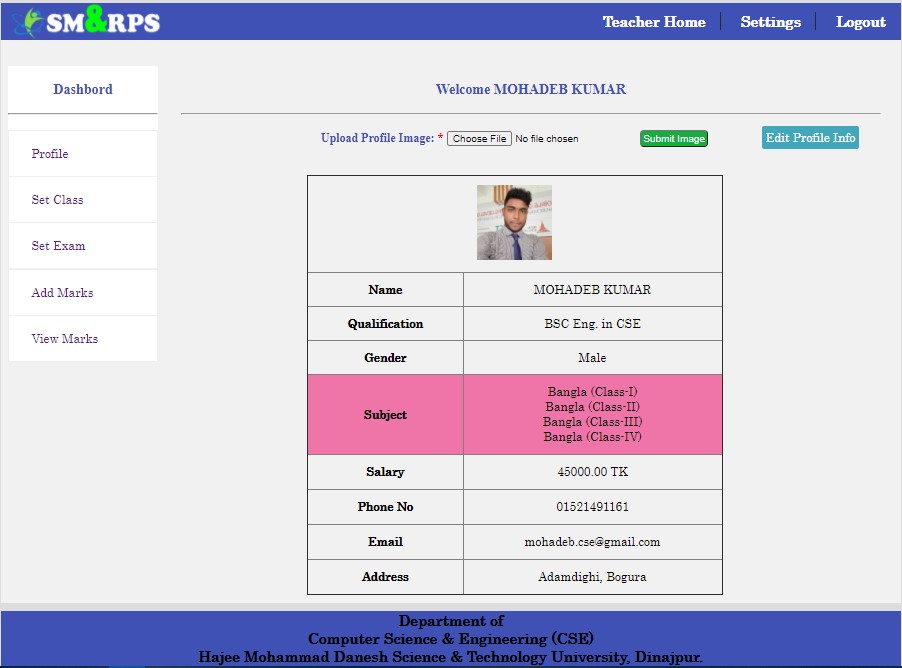 SM&RPS
Teacher Home
Settings
Logout
Dashbord
Profile
Set Class
Set Exam
Add Marks
View Marks
Welcome MOHADEB KUMAR
Upload Profile Image: * Choose File No file chosen
Submit Image
Edit Profile Info
Name MOHADEB KUMAR
Qualification BSC Eng. in CSE
Gender Male
Subject
Bangla (Class-I)
Bangla (Class-II)
Bangla (Class-III)
Bangla (Class-IV)
Salary 45000.00 TK
Phone No 01521491161
Email mohadeb.cse@gmail.com
Address Adamdighi, Bogura
Department of
Computer Science & Engineering (CSE)
Hajee Mohammad Danesh Science & Technology University, Dinajpur.